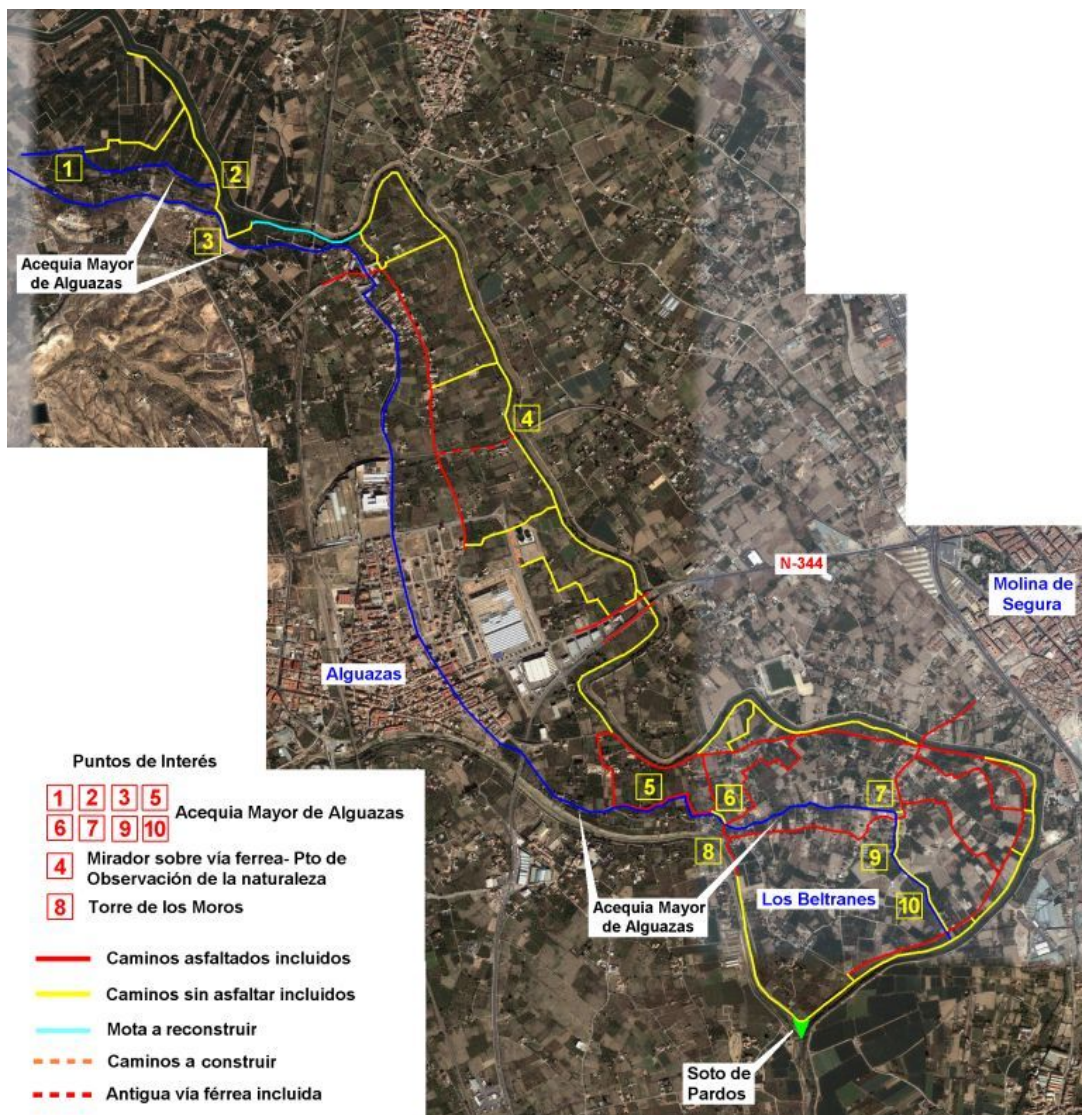 1
2
3
Acequia Mayor
de Alguazas
4
N-344
Molina de
Segura
Alguazas
5
6
7
8
9
10
Los Beltranes
Acequia Mayor
de Alguazas
Soto de
Pardos
Puntos de Interés
1 2 3 5
6 7 9 10
Acequia Mayor de Alguazas
4
Mirador sobre vía ferrea- Pto de
Observación de la naturaleza
8 Torre de los Moros
Caminos asfaltados incluidos
Caminos sin asfaltar incluidos
Mota a reconstruir
Caminos a construir
Antigua vía férrea incluida